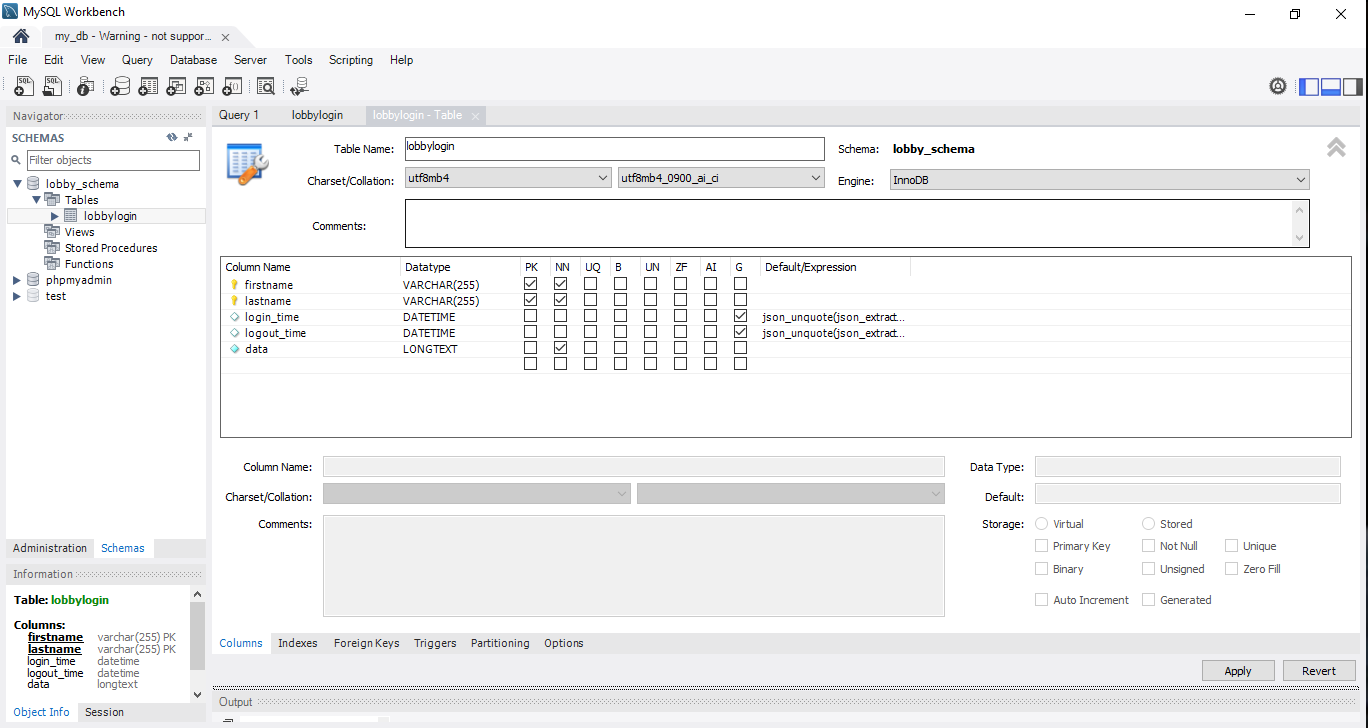 MySQL Workbench
my_db - Warning - not suppor...
File Edit View Query Database Server Tools Scripting Help
Navigator
SCHEMAS
Filter objects
lobby_schema
Tables
lobbylogin
Views
Stored Procedures
Functions
phpmyadmin
test
Administration Schemas
Information
Table: lobbylogin
Columns:
firstname varchar(255) PK
lastname varchar(255) PK
login_time datetime
logout_time datetime
data longtext
Object Info Session
Query 1 lobbylogin lobbylogin - Table
Table Name: lobbylogin Schema: lobby_schema
Charset/Collation: utf8mb4 utf8mb4_0900_ai_ci Engine: InnoDB
Comments:
Column Name Datatype PK NN UQ B UN ZF AI G Default/Expression
firstname VARCHAR(255)
lastname VARCHAR(255)
login_time DATETIME json_unquote(json_extract...
logout_time DATETIME json_unquote(json_extract...
data LONGTEXT
Column Name: Data Type:
Charset/Collation: Default:
Comments: Storage: Virtual Stored
Primary Key Not Null Unique
Binary Unsigned Zero Fill
Auto Increment Generated
Columns Indexes Foreign Keys Triggers Partitioning Options
Apply Revert
Output